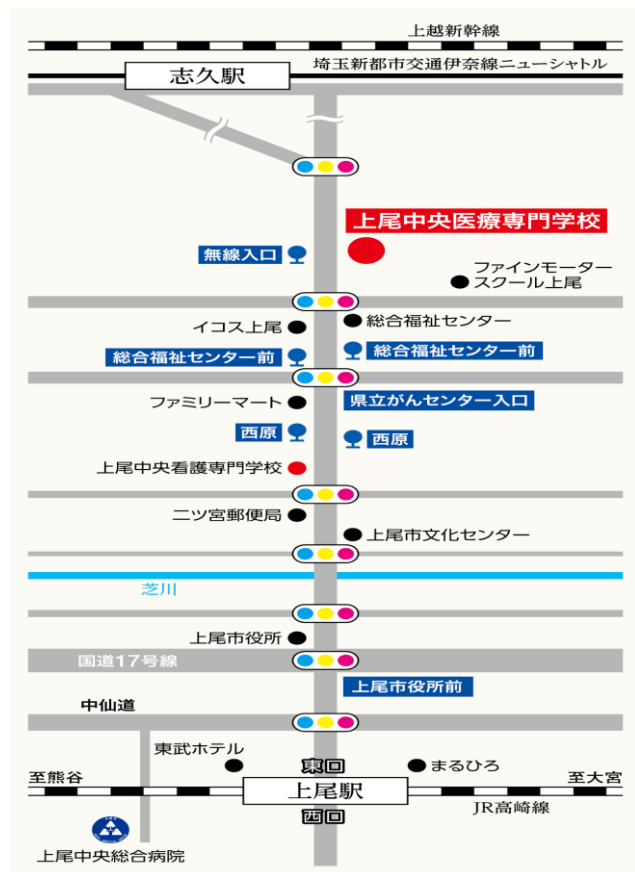 上越新幹線
志久駅
埼玉新都市交通伊奈線ニューシャトル
上尾中央医療専門学校
無線入口
ファインモーター
スクール上尾
イコス上尾
総合福祉センター
総合福祉センター前
総合福祉センター前
ファミリーマート
県立がんセンター入口
西原
西原
上尾中央看護専門学校
二ツ宮郵便局
上尾市文化センター
芝川
上尾市役所
国道17号線
上尾市役所前
中仙道
東武ホテル
東口
まるひろ
至熊谷
上尾駅
至大宮
JR高崎線
西口
上尾中央総合病院